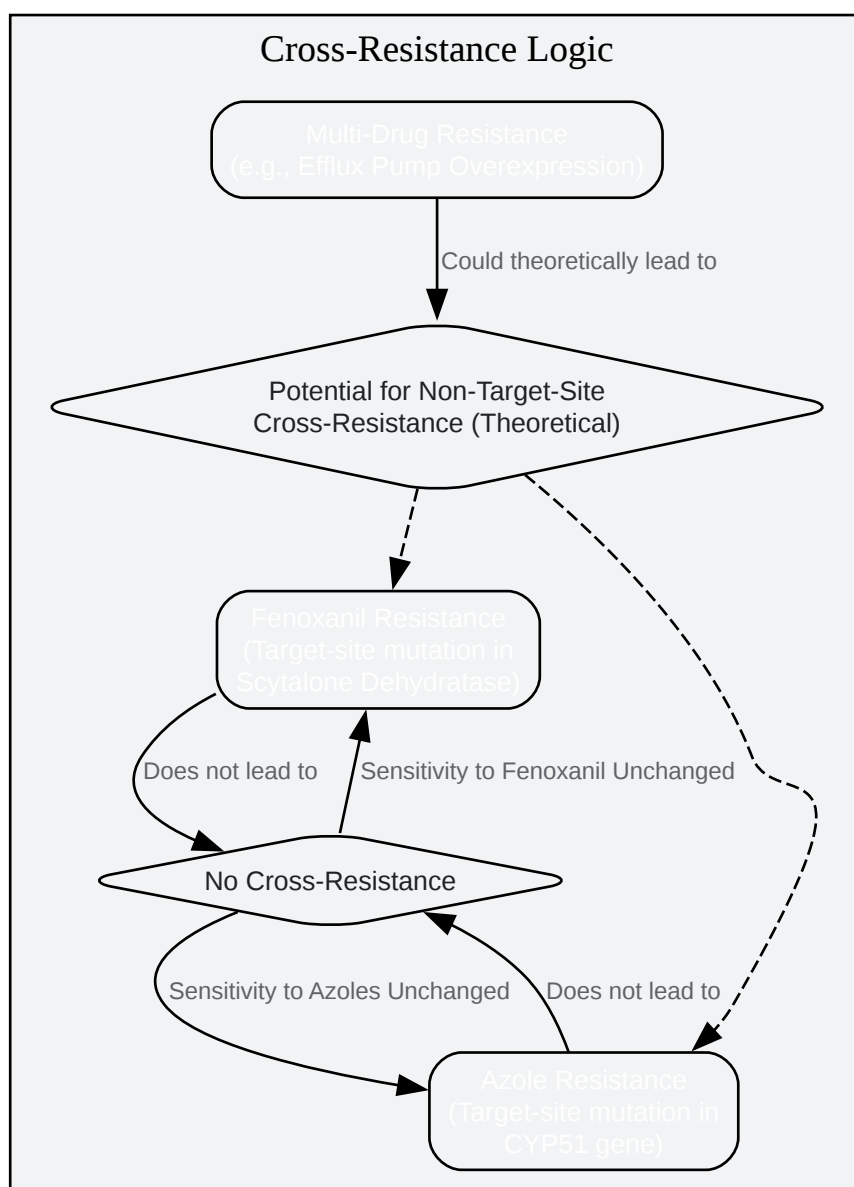 Cross-Resistance Logic
Multi-Drug Resistance
(e.g., Efflux Pump Overexpression)
Could theoretically lead to
Potential for Non-Target-Site
Cross-Resistance (Theoretical)
Fenoxanil Resistance
(Target-site mutation in
Scytalone Dehydratase)
Does not lead to
Sensitivity to Fenoxanil Unchanged
No Cross-Resistance
Sensitivity to Azoles Unchanged
Does not lead to
Azole Resistance
(Target-site mutation in
CYP51 gene)